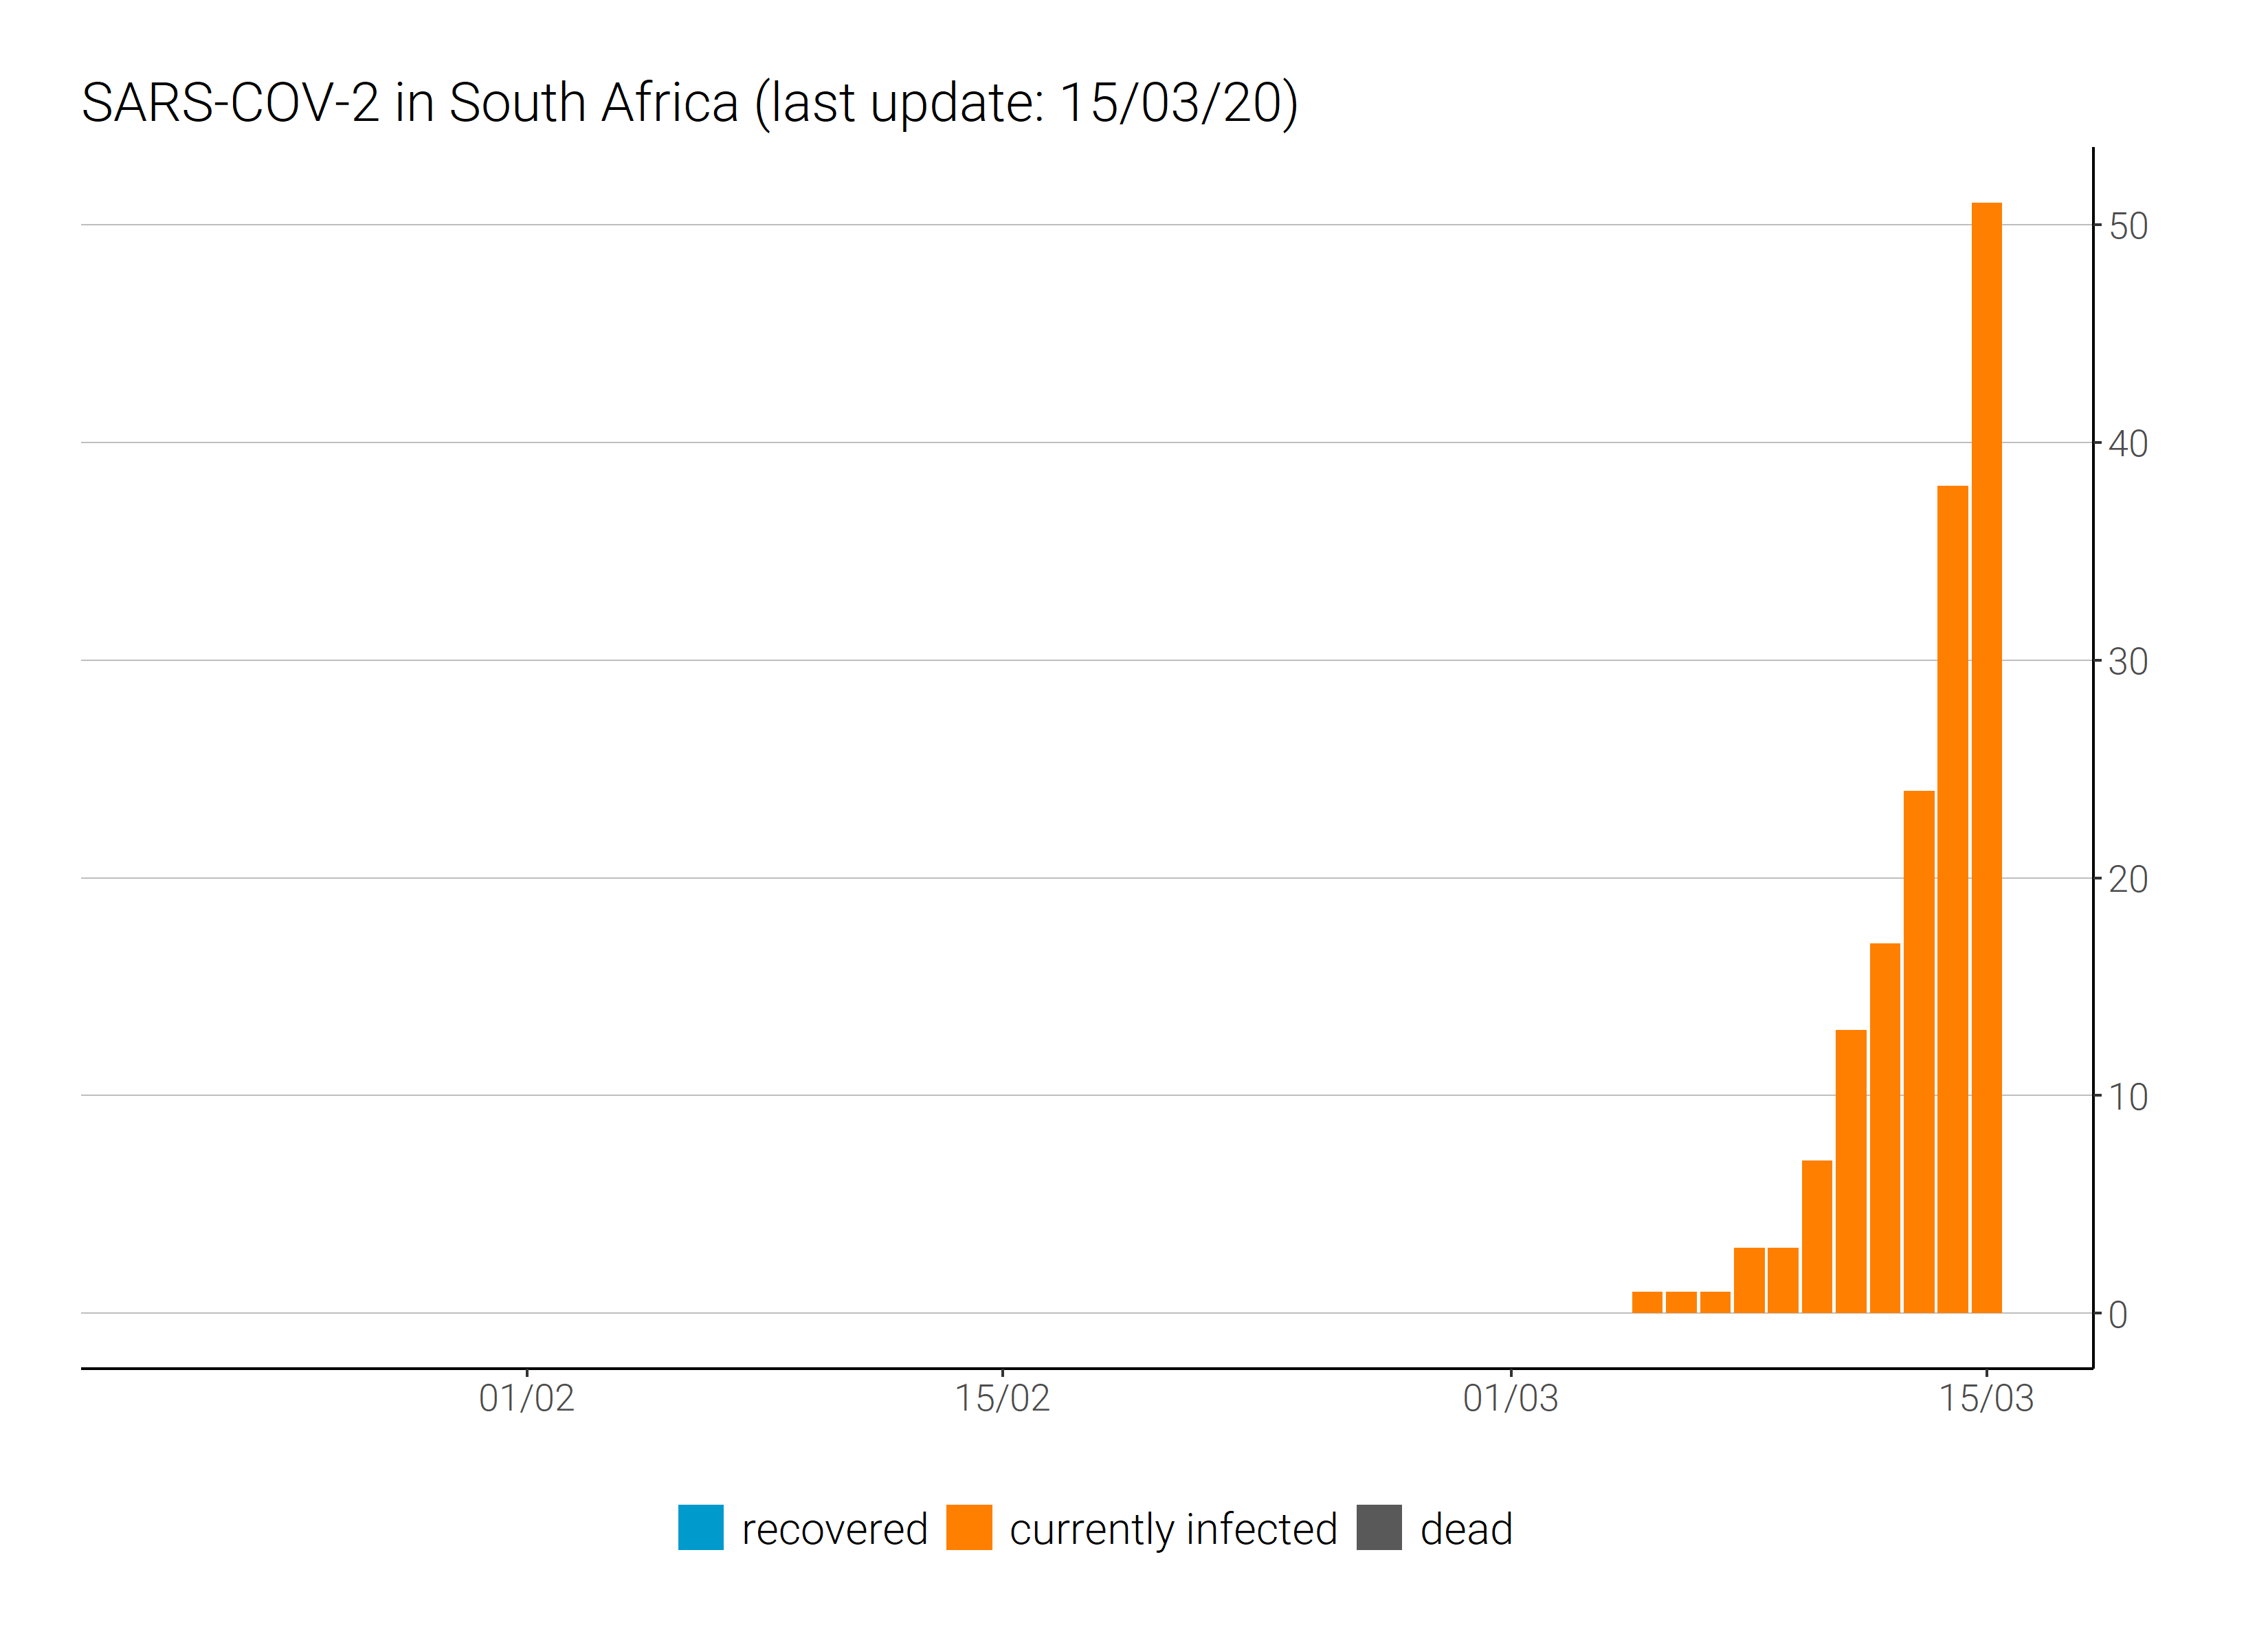 SARS-COV-2 in South Africa (last update: 15/03/20)
50
40
30
20
10
0
01/02 15/02 01/03 15/03
recovered currently infected dead